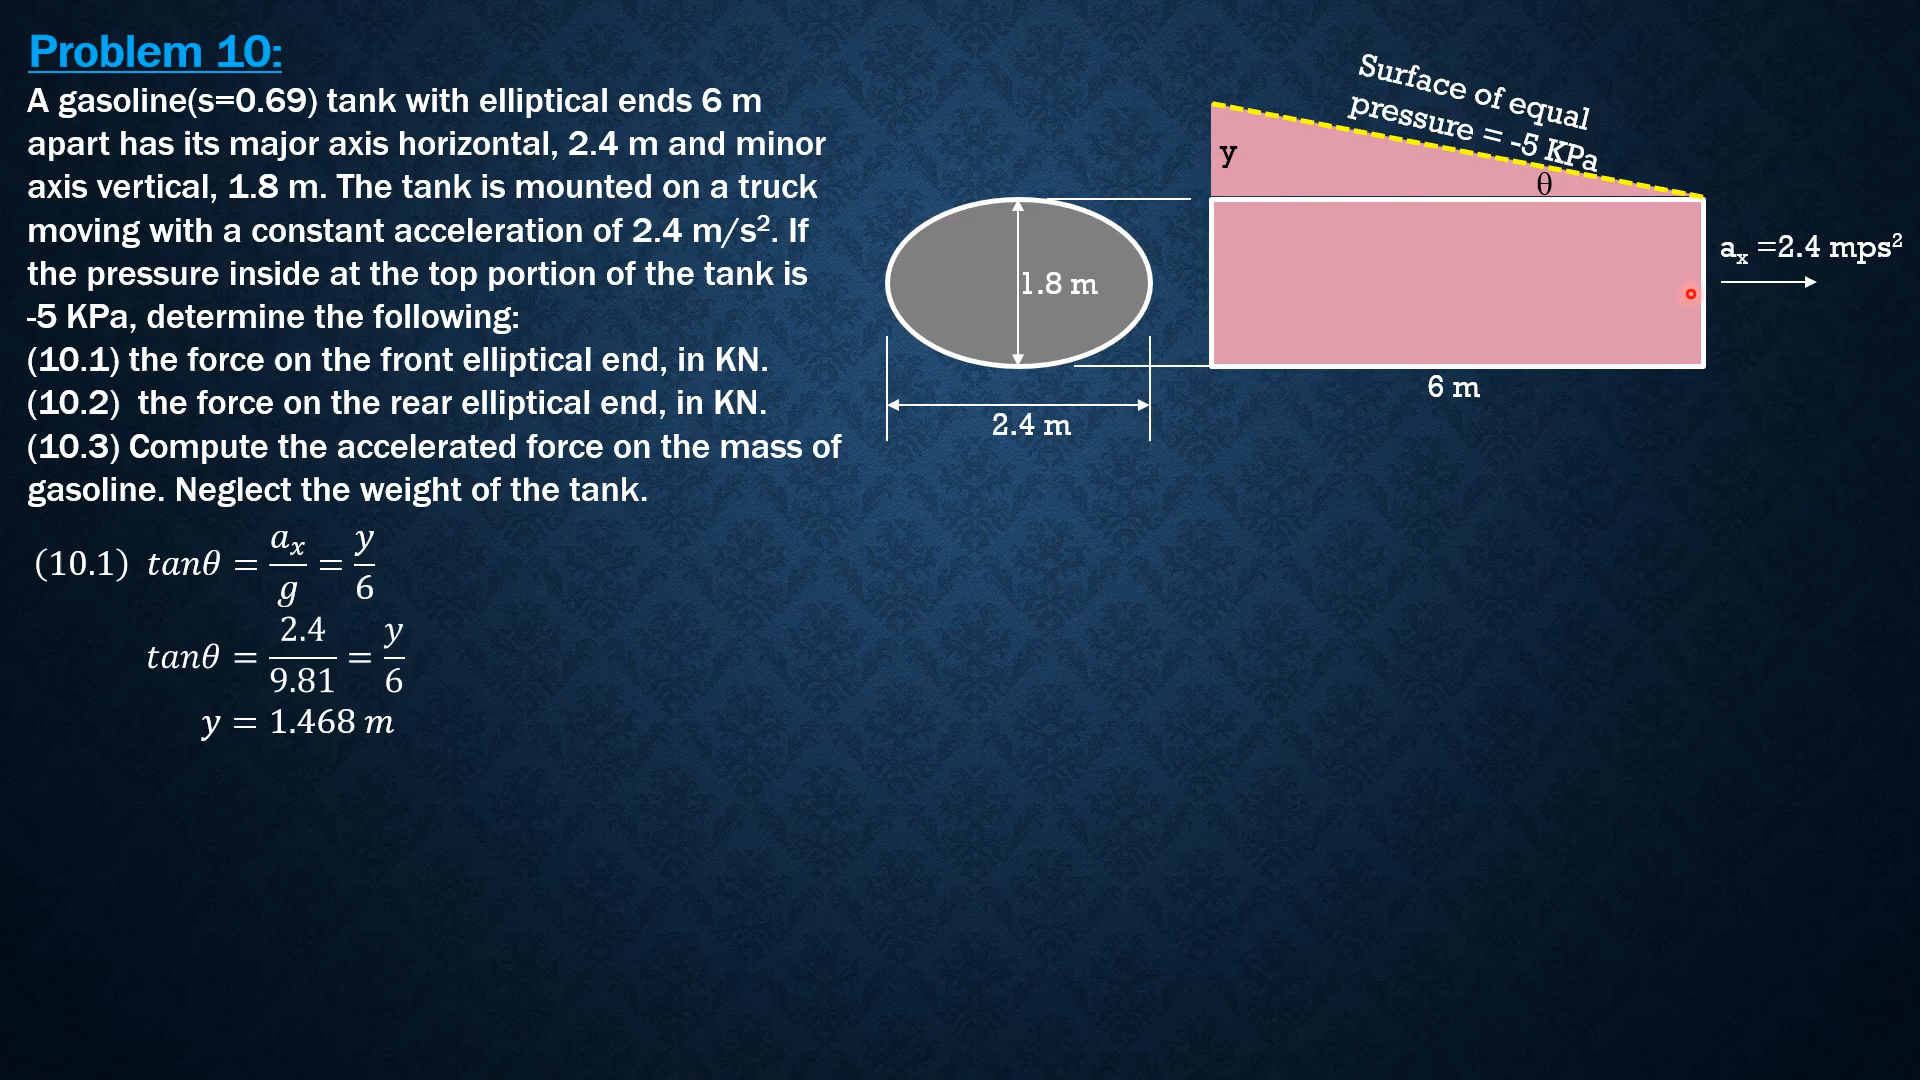 Problem 10:
A gasoline(s=0.69) tank with elliptical ends 6 m
apart has its major axis horizontal, 2.4 m and minor
axis vertical, 1.8 m. The tank is mounted on a truck
moving with a constant acceleration of 2.4 m/s². If
the pressure inside at the top portion of the tank is
-5 KPa, determine the following:
(10.1) the force on the front elliptical end, in KN.
(10.2) the force on the rear elliptical end, in KN.
(10.3) Compute the accelerated force on the mass of
gasoline. Neglect the weight of the tank.
(10.1) tanθ = aₓ/g = y/6
tanθ = 2.4/9.81 = y/6
y = 1.468 m
Surface of equal
pressure = -5 KPa
y
θ
1.8 m
aₓ =2.4 mps²
6 m
2.4 m